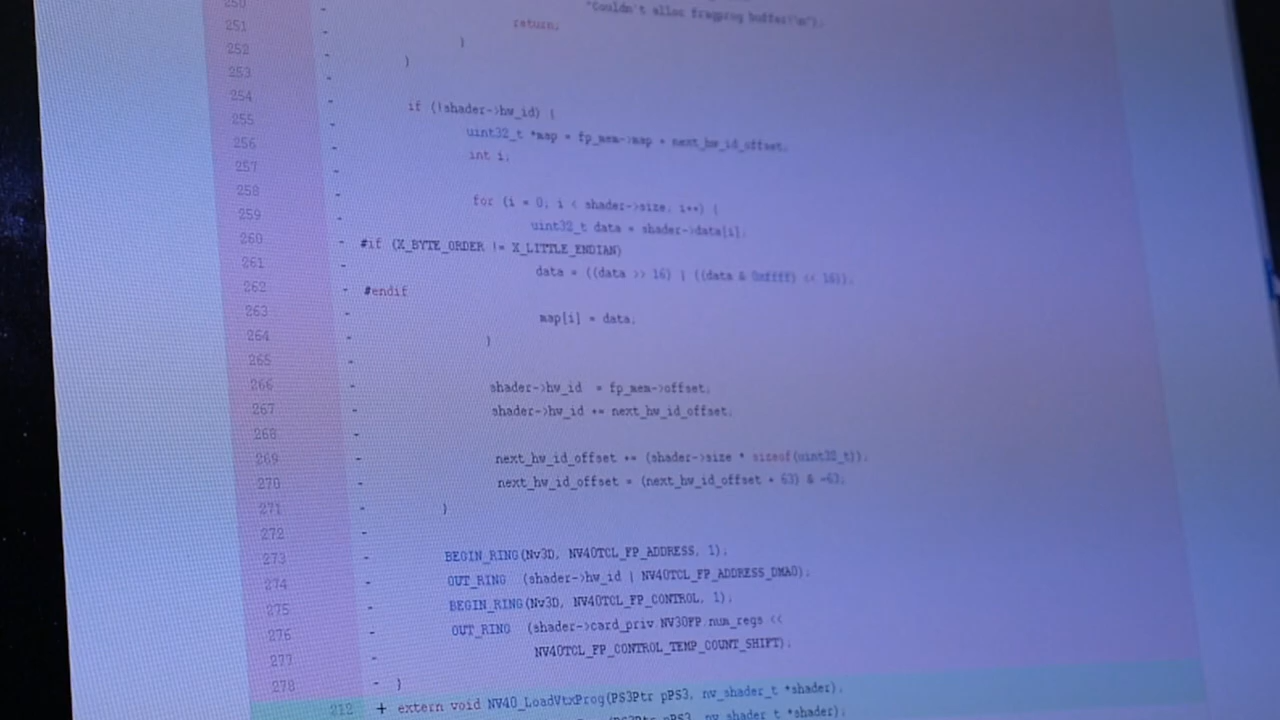 250 "Couldn't alloc fragprog buffer!\n");
251 - return;
252 - }
253 - }
254 -
255 - if (!shader->hw_id) {
256 - uint32_t *map = fp_mem->map + next_hw_id_offset;
257 - int i;
258 -
259 - for (i = 0; i < shader->size; i++) {
260 - uint32_t data = shader->data[i];
261 - #if (X_BYTE_ORDER != X_LITTLE_ENDIAN)
262 - data = ((data >> 16) | ((data & 0xffff) << 16));
263 - #endif
264 - map[i] = data;
265 - }
266 -
267 - shader->hw_id = fp_mem->offset;
268 - shader->hw_id += next_hw_id_offset;
269 -
270 - next_hw_id_offset += (shader->size * sizeof(uint32_t));
271 - next_hw_id_offset = (next_hw_id_offset + 63) & ~63;
272 - }
273 -
274 - BEGIN_RING(Nv3D, NV40TCL_FP_ADDRESS, 1);
275 - OUT_RING (shader->hw_id | NV40TCL_FP_ADDRESS_DMA0);
276 - BEGIN_RING(Nv3D, NV40TCL_FP_CONTROL, 1);
277 - OUT_RING (shader->card_priv.NV30FP.num_regs <<
278 - NV40TCL_FP_CONTROL_TEMP_COUNT_SHIFT);
- }
212 + extern void NV40_LoadVtxProg(PS3Ptr pPS3, nv_shader_t *shader);
(PS3Ptr pPS3, nv_shader_t *shader);